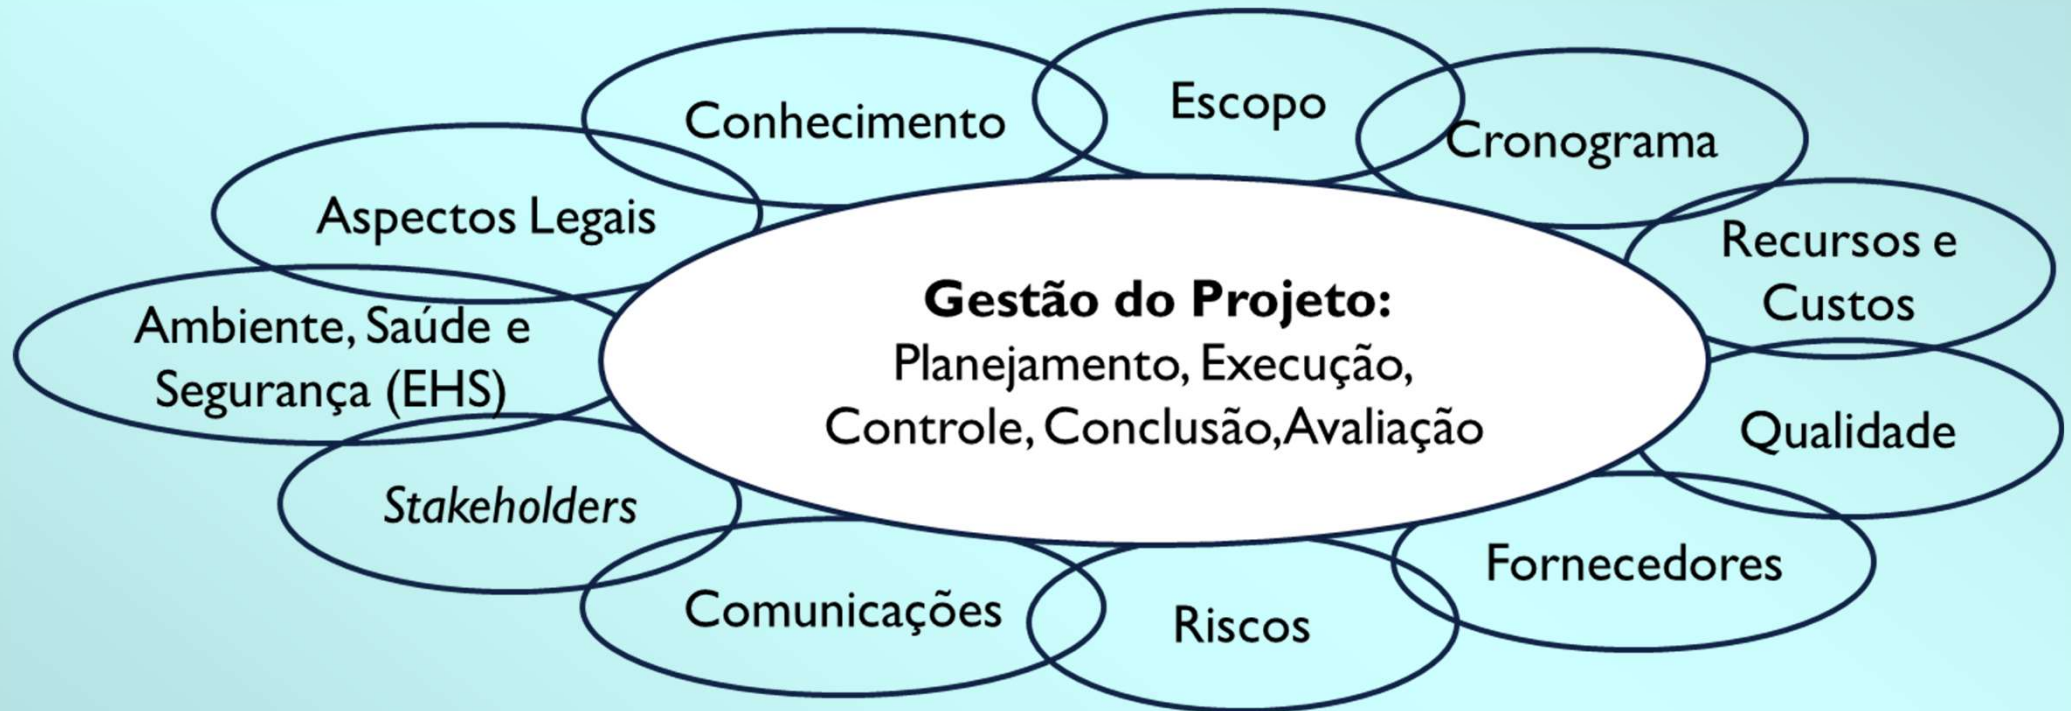 Conhecimento
Escopo
Cronograma
Aspectos Legais
Recursos e
Custos
Ambiente, Saúde e
Segurança (EHS)
Gestão do Projeto:
Planejamento, Execução,
Controle, Conclusão,Avaliação
Qualidade
Stakeholders
Fornecedores
Comunicações
Riscos